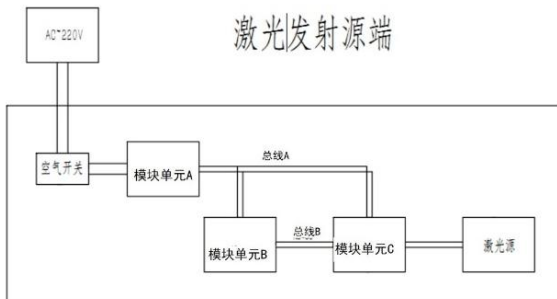 AC~220V
激光发射源端
空气开关
模块单元A
总线A
模块单元B
总线B
模块单元C
激光源